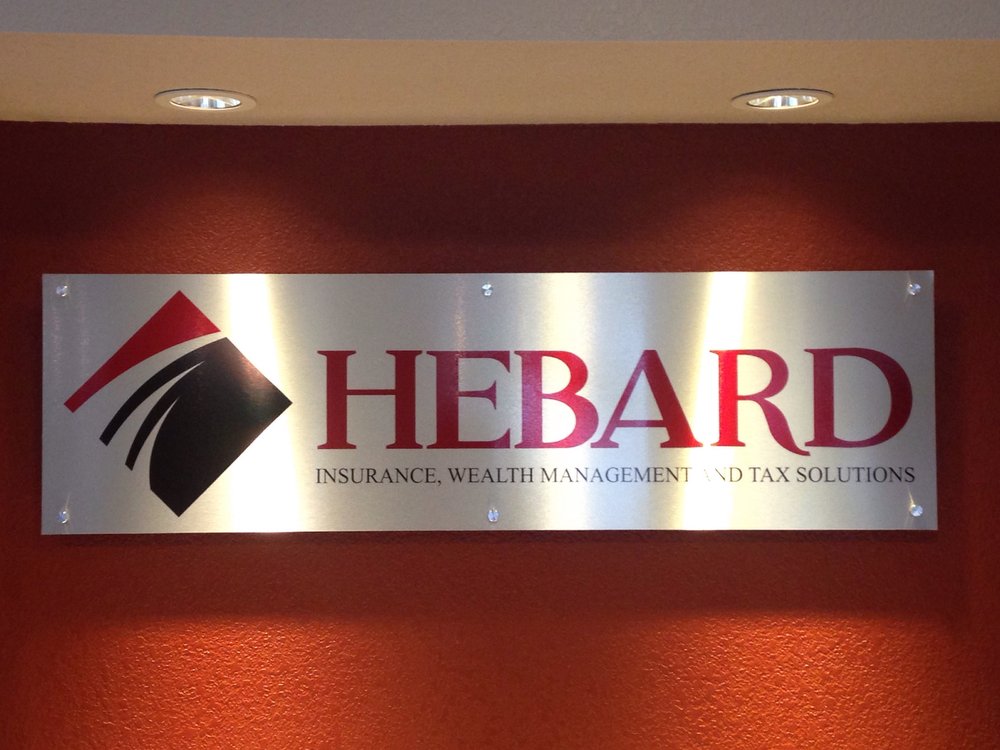 HEBARD
INSURANCE, WEALTH MANAGEMENT AND TAX SOLUTIONS